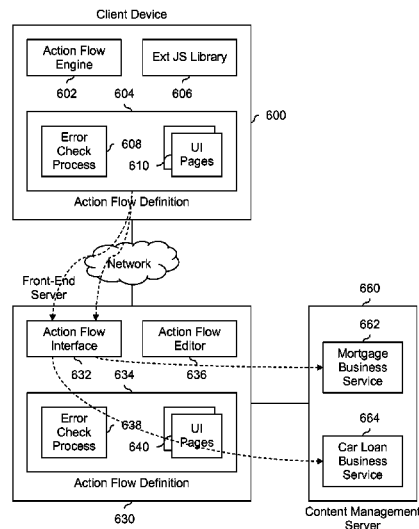 Client Device
Action Flow
Engine
Ext JS Library
602
604
606
600
Error
Check
Process
608
610
UI
Pages
Action Flow Definition
Network
Front-End
Server
660
Action Flow
Interface
Action Flow
Editor
662
Mortgage
Business
Service
632
634
636
Error
Check
Process
638
640
UI
Pages
664
Car Loan
Business
Service
Action Flow Definition
630
Content Management
Server